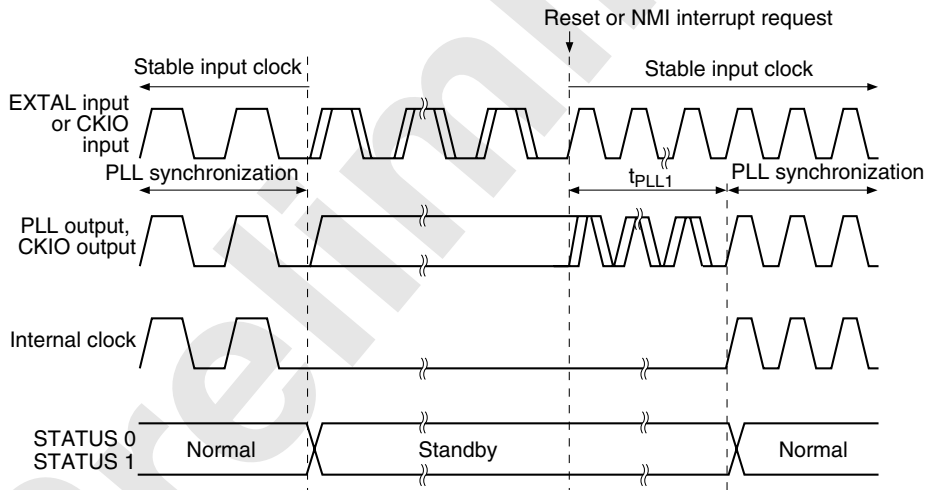 Reset or NMI interrupt request
Stable input clock
Stable input clock
EXTAL input
or CKIO
input
PLL synchronization
tPLL1
PLL synchronization
PLL output,
CKIO output
Internal clock
STATUS 0
STATUS 1
Normal
Standby
Normal